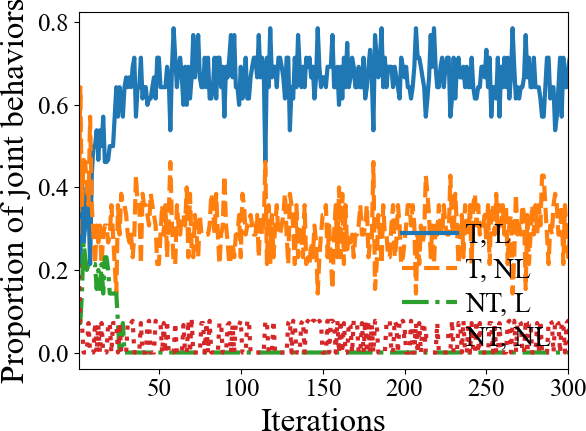 Proportion of joint behaviors
0.8
0.6
0.4
0.2
0.0
T, L
T, NL
NT, L
NT, NL
50
100
150
200
250
300
Iterations